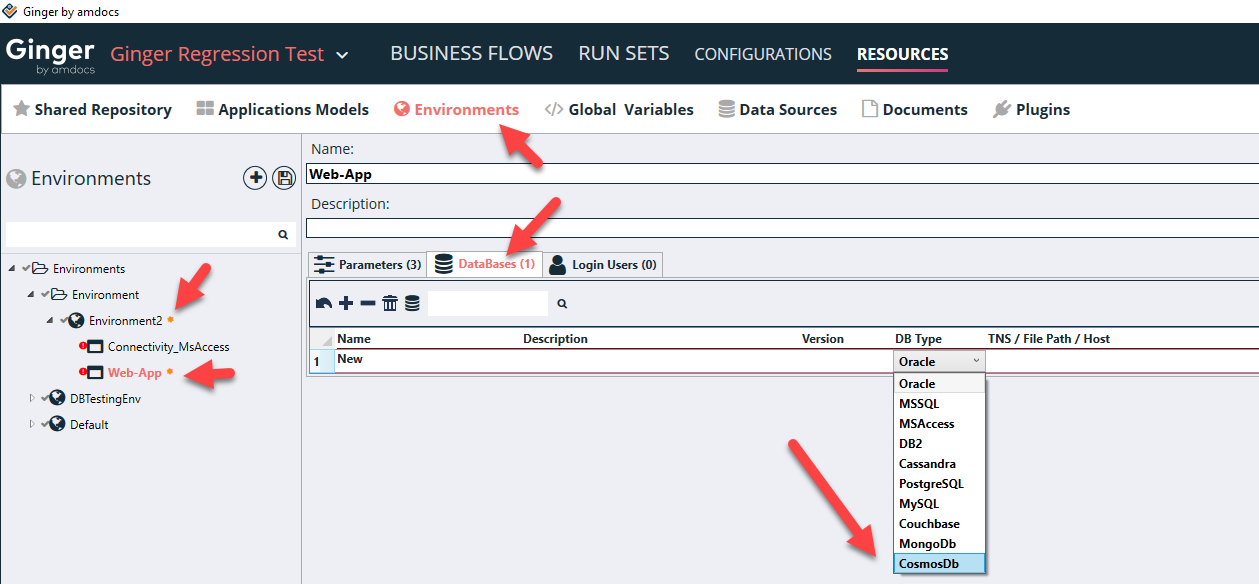 Ginger by amdocs
Ginger
by amdocs
Ginger Regression Test
BUSINESS FLOWS RUN SETS CONFIGURATIONS RESOURCES
Shared Repository Applications Models Environments </> Global Variables Data Sources Documents Plugins
Environments
Environments
Environment
Environment2
Connectivity_MsAccess
Web-App
DBTestingEnv
Default
Name:
Web-App
Description:
Parameters (3) DataBases (1) Login Users (0)
Name Description Version DB Type TNS / File Path / Host
1 New Oracle
Oracle
MSSQL
MSAccess
DB2
Cassandra
PostgreSQL
MySQL
Couchbase
MongoDb
CosmosDb